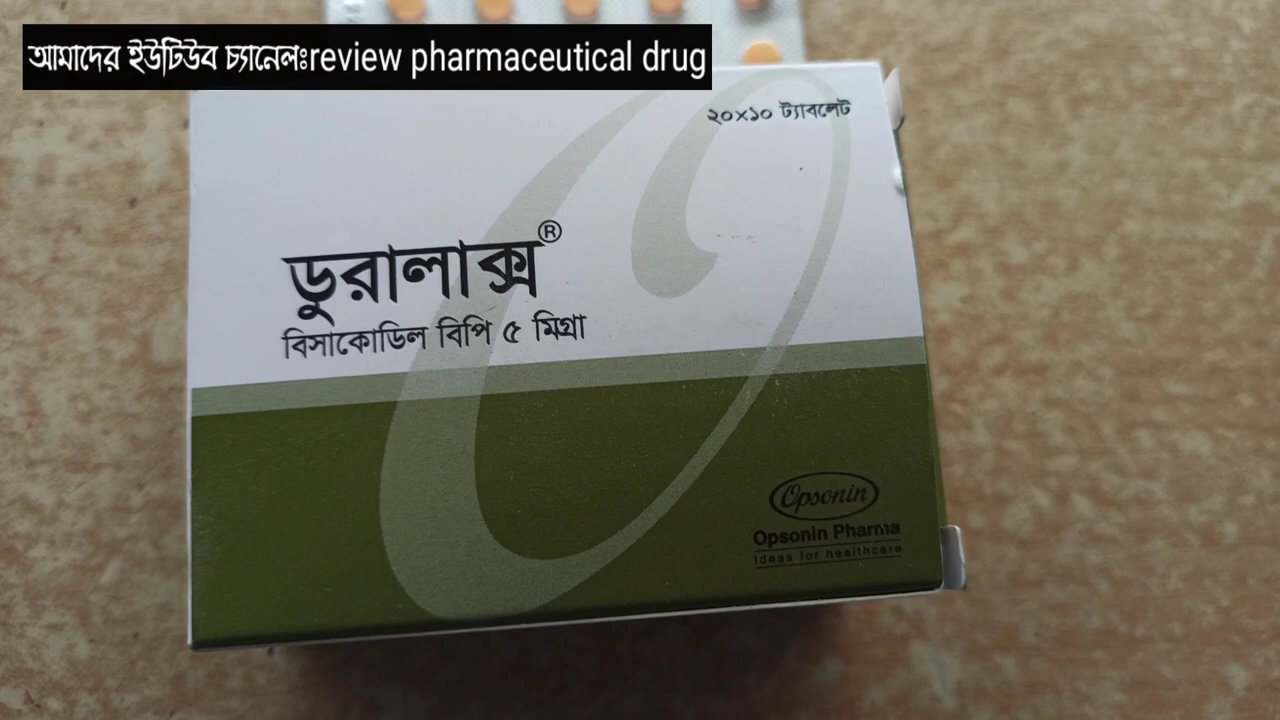 আমাদের ইউটিউব চ্যানেলঃreview pharmaceutical drug
২০x১০ ট্যাবলেট
ডুরালাক্স®
বিসাকোডিল বিপি ৫ মিগ্রা
Opsonin
Opsonin Pharma
Ideas for healthcare